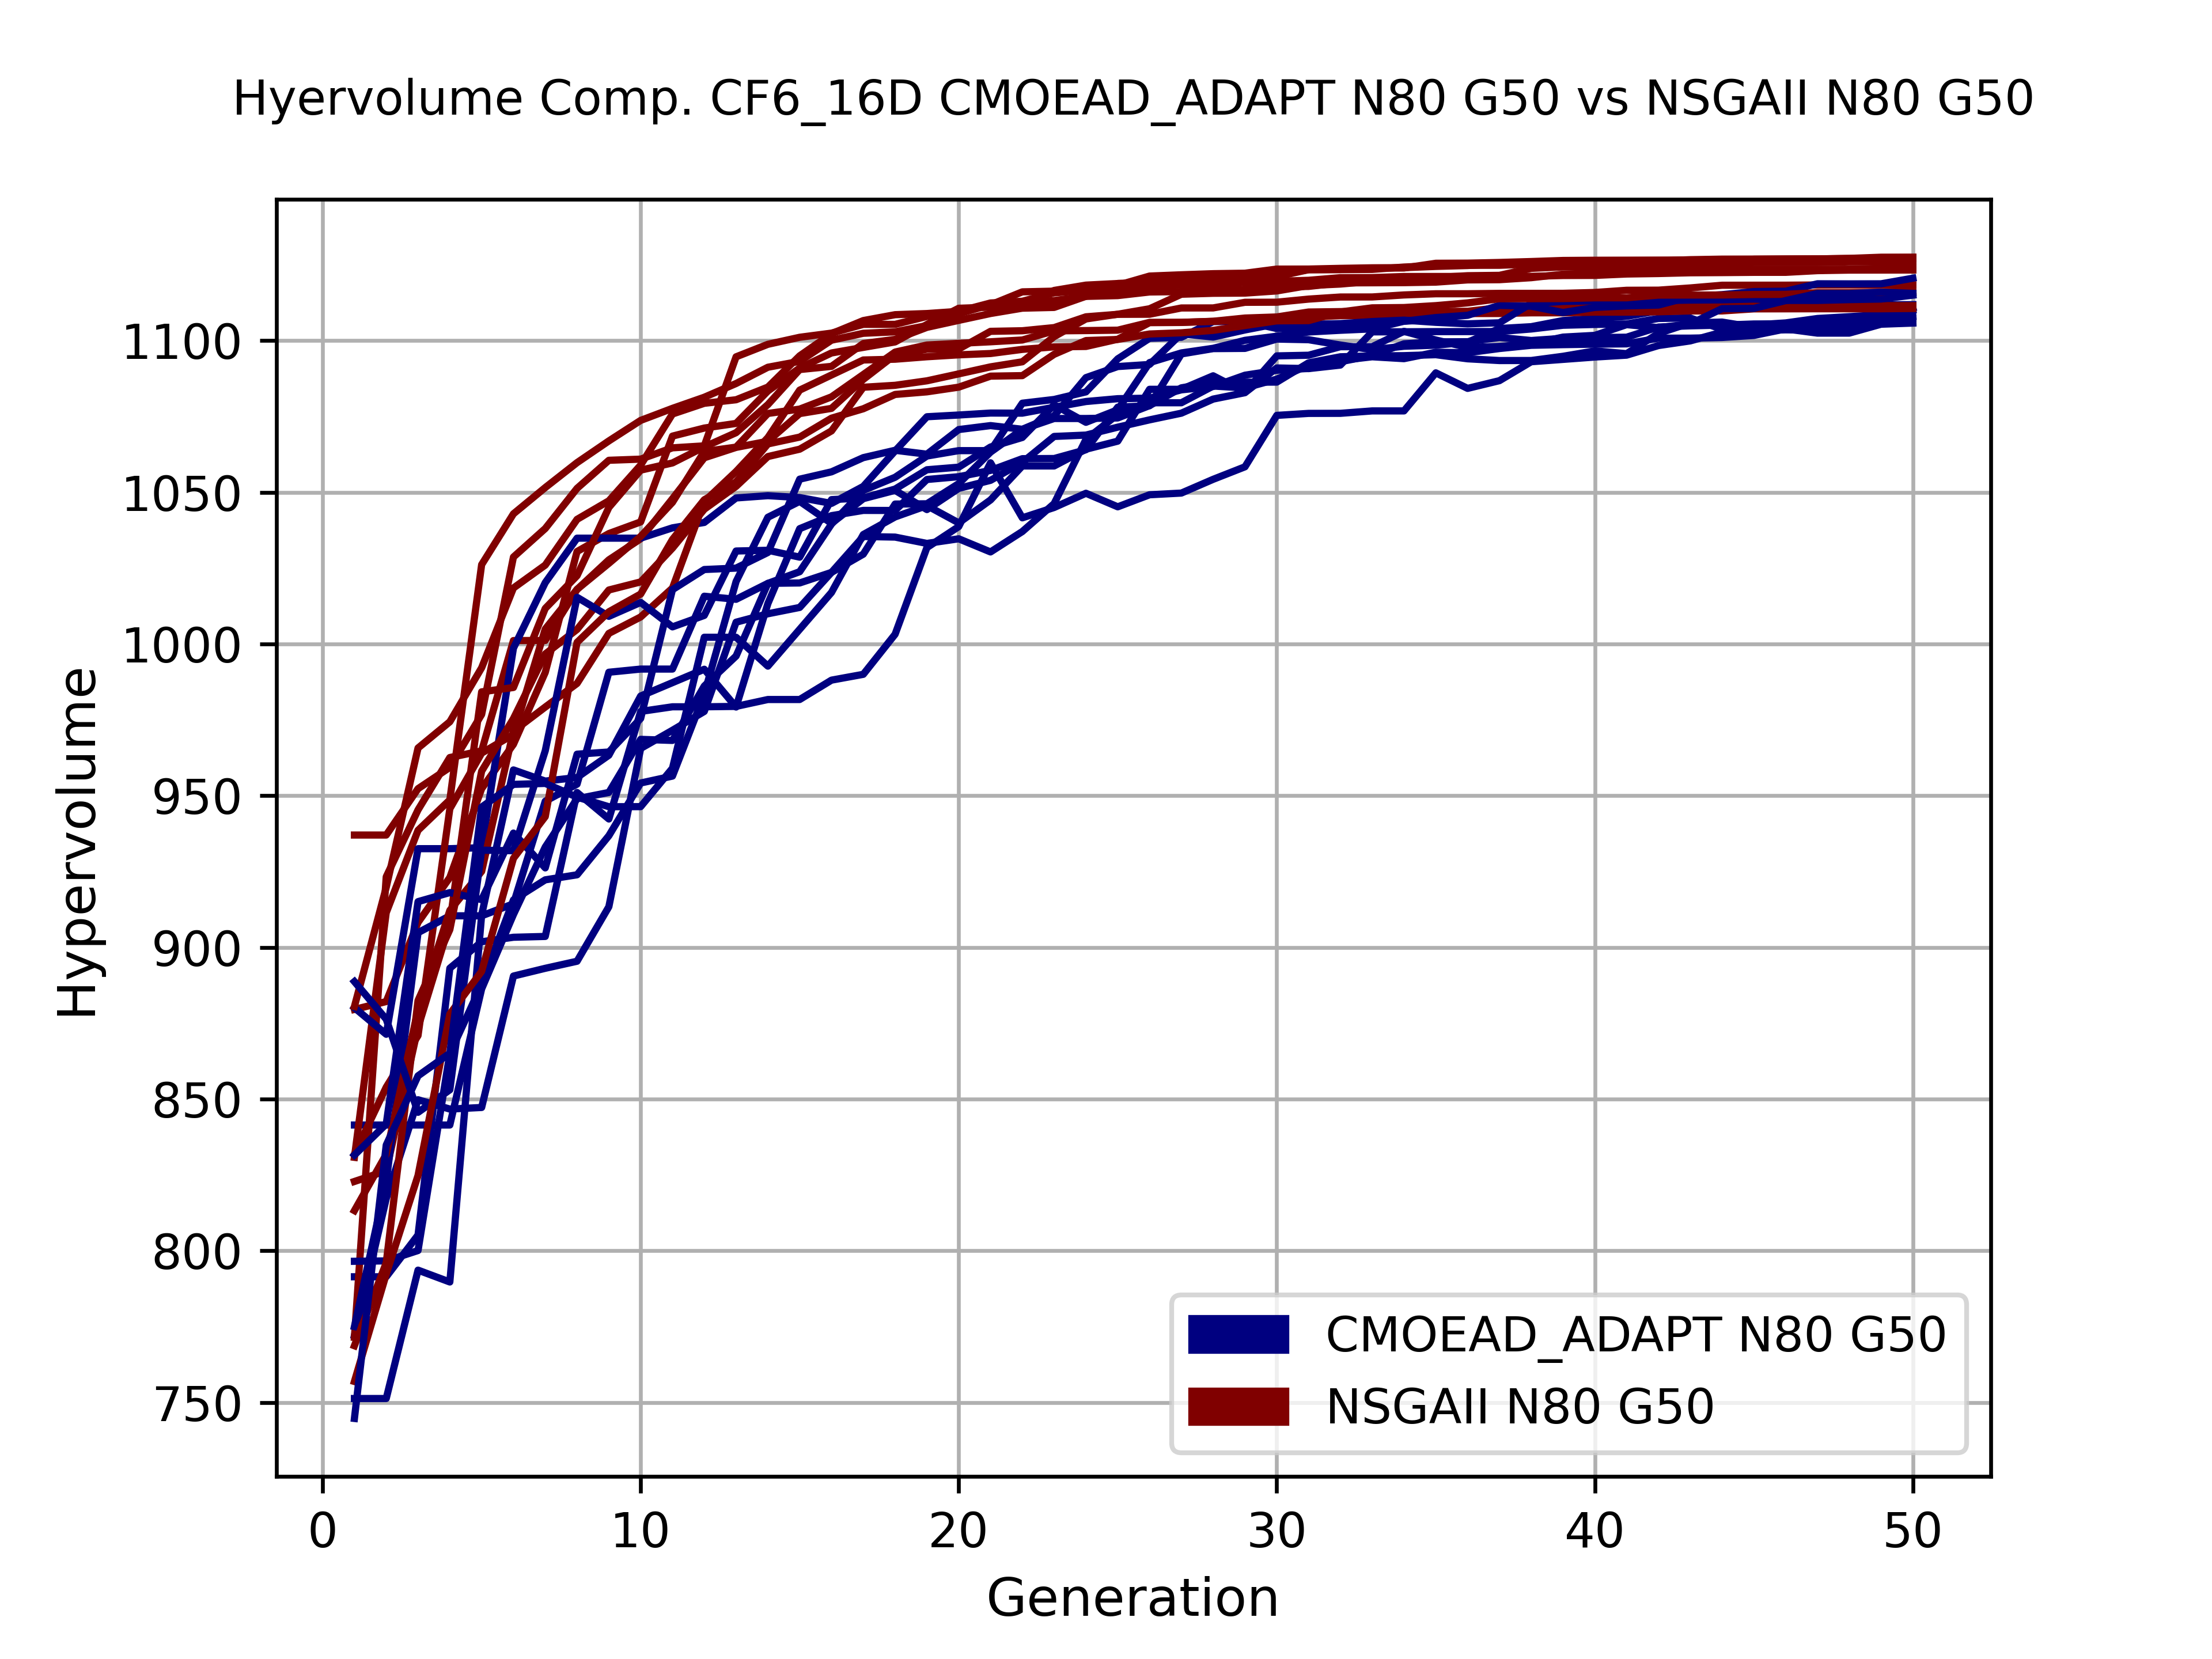 Hyervolume Comp. CF6_16D CMOEAD_ADAPT N80 G50 vs NSGAII N80 G50
Hypervolume
1100
1050
1000
950
900
850
800
750
CMOEAD_ADAPT N80 G50
NSGAII N80 G50
0 10 20 30 40 50
Generation